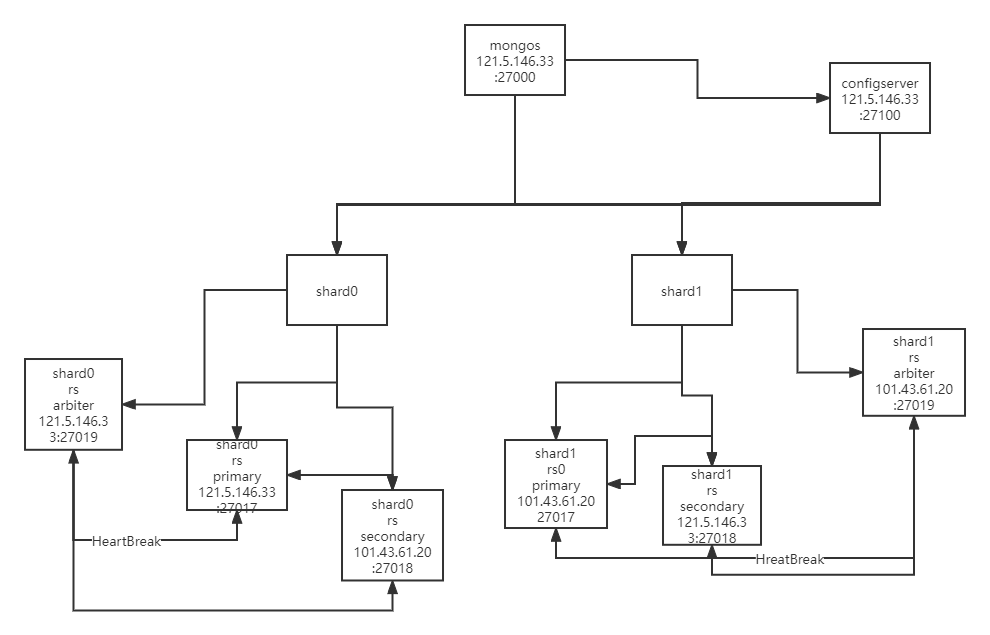 mongos
121.5.146.33
:27000
configserver
121.5.146.33
:27100
shard0
shard1
shard0
rs
arbiter
121.5.146.3
3:27019
shard0
rs
primary
121.5.146.33
:27017
shard0
rs
secondary
101.43.61.20
:27018
HeartBreak
shard1
rs
arbiter
101.43.61.20
:27019
shard1
rs0
primary
101.43.61.20
27017
shard1
rs
secondary
121.5.146.3
3:27018
HreatBreak